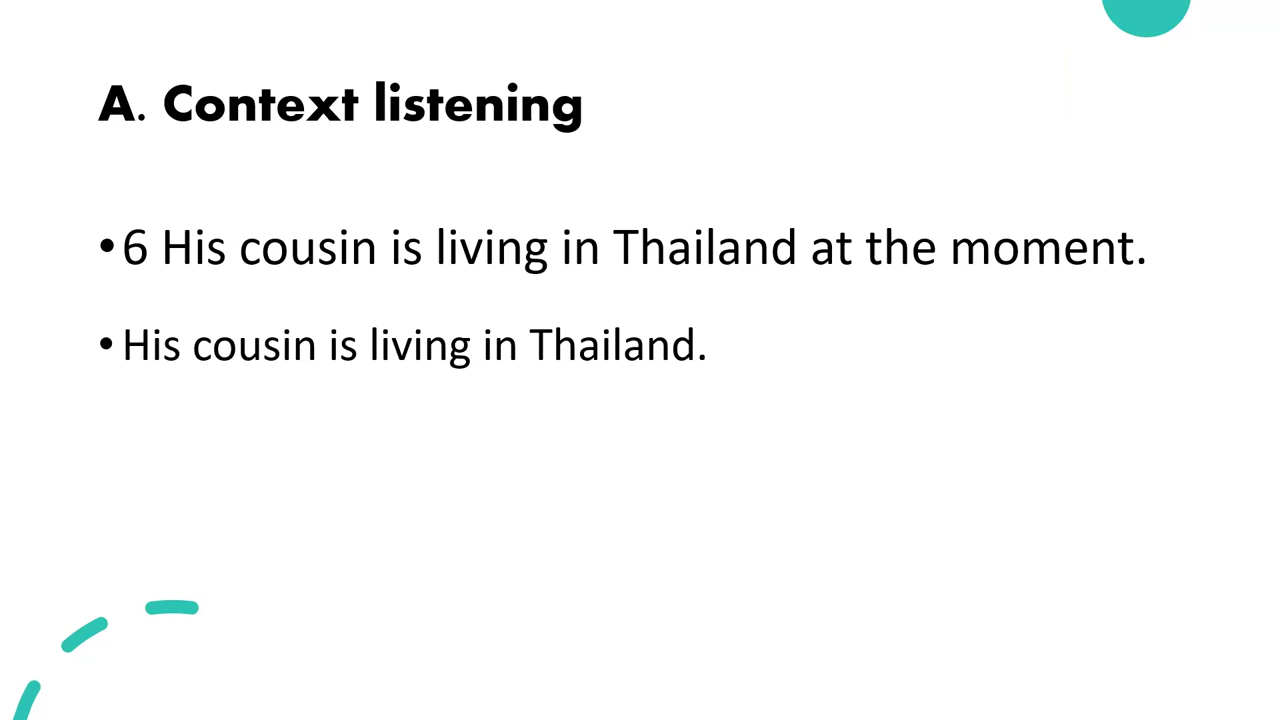 A. Context listening
•6 His cousin is living in Thailand at the moment.
• His cousin is living in Thailand.